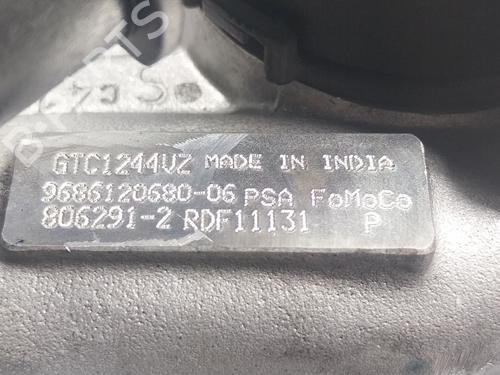 GTC1244VZ MADE IN INDIA
9686120680-06 PSA FoMoCo
806291-2 RDF11131 P